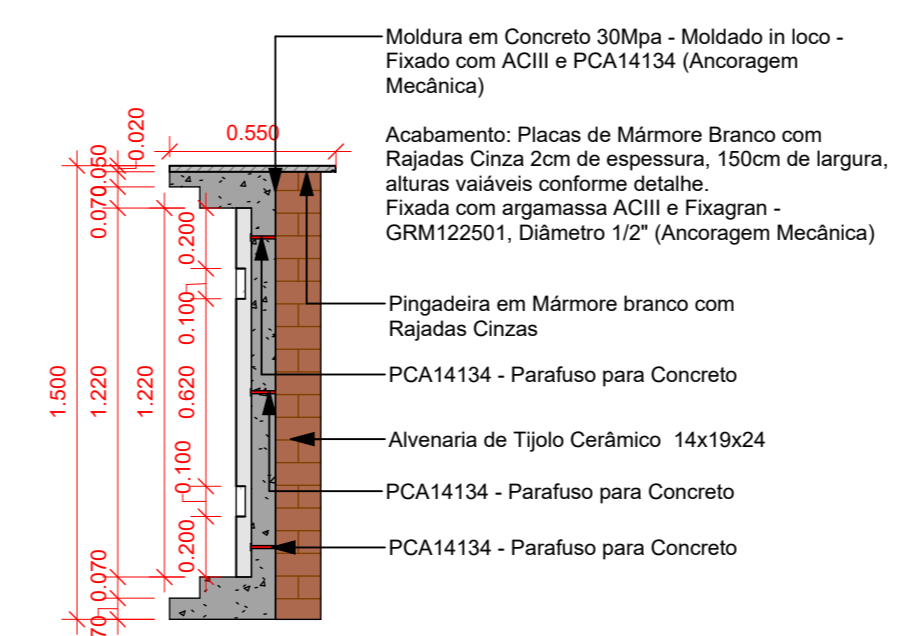 Moldura em Concreto 30Mpa - Moldado in loco -
Fixado com ACIII e PCA14134 (Ancoragem
Mecânica)
Acabamento: Placas de Mármore Branco com
Rajadas Cinza 2cm de espessura, 150cm de largura,
alturas vaiáveis conforme detalhe.
Fixada com argamassa ACIII e Fixagran -
GRM122501, Diâmetro 1/2" (Ancoragem Mecânica)
Pingadeira em Mármore branco com
Rajadas Cinzas
PCA14134 - Parafuso para Concreto
Alvenaria de Tijolo Cerâmico 14x19x24
PCA14134 - Parafuso para Concreto
PCA14134 - Parafuso para Concreto
0.550
0.020
0.050
0.070
0.200
0.100
1.500
1.220
1.220
0.620
0.100
0.200
0.070